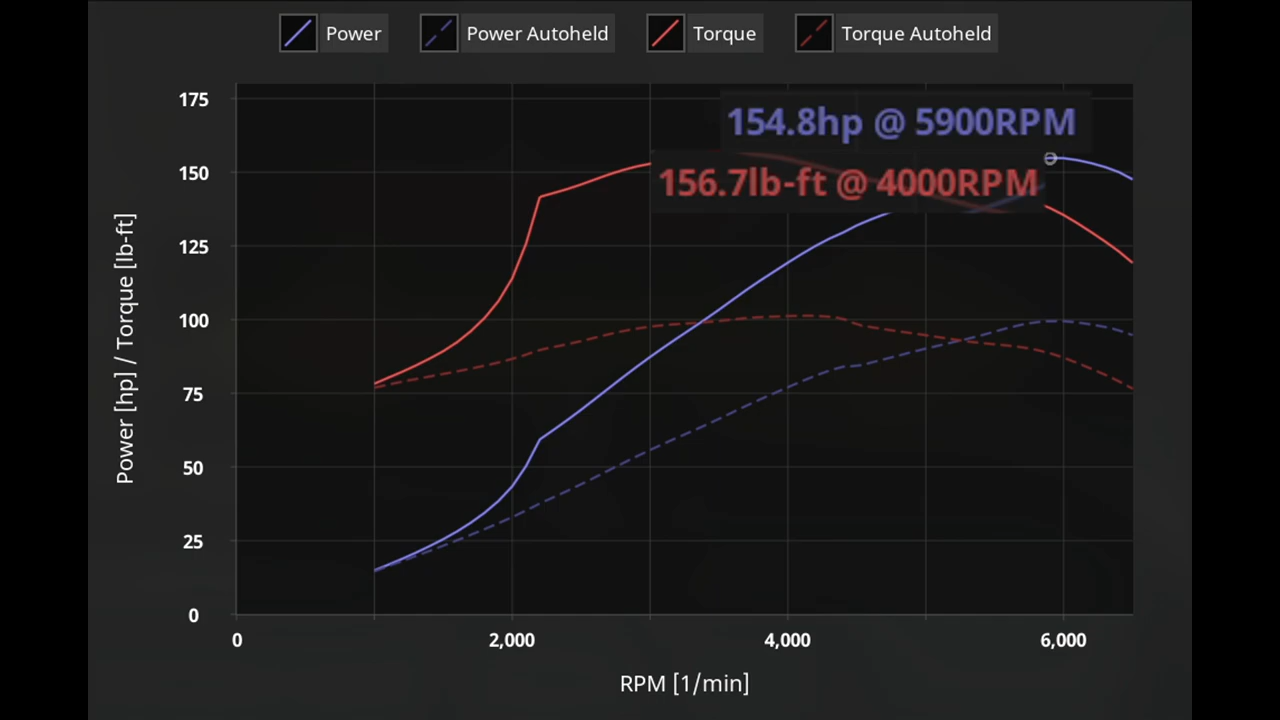 Power
Power Autoheld
Torque
Torque Autoheld
175
150
125
100
75
50
25
0
Power [hp] / Torque [lb-ft]
154.8hp @ 5900RPM
156.7lb-ft @ 4000RPM
0
2,000
4,000
6,000
RPM [1/min]